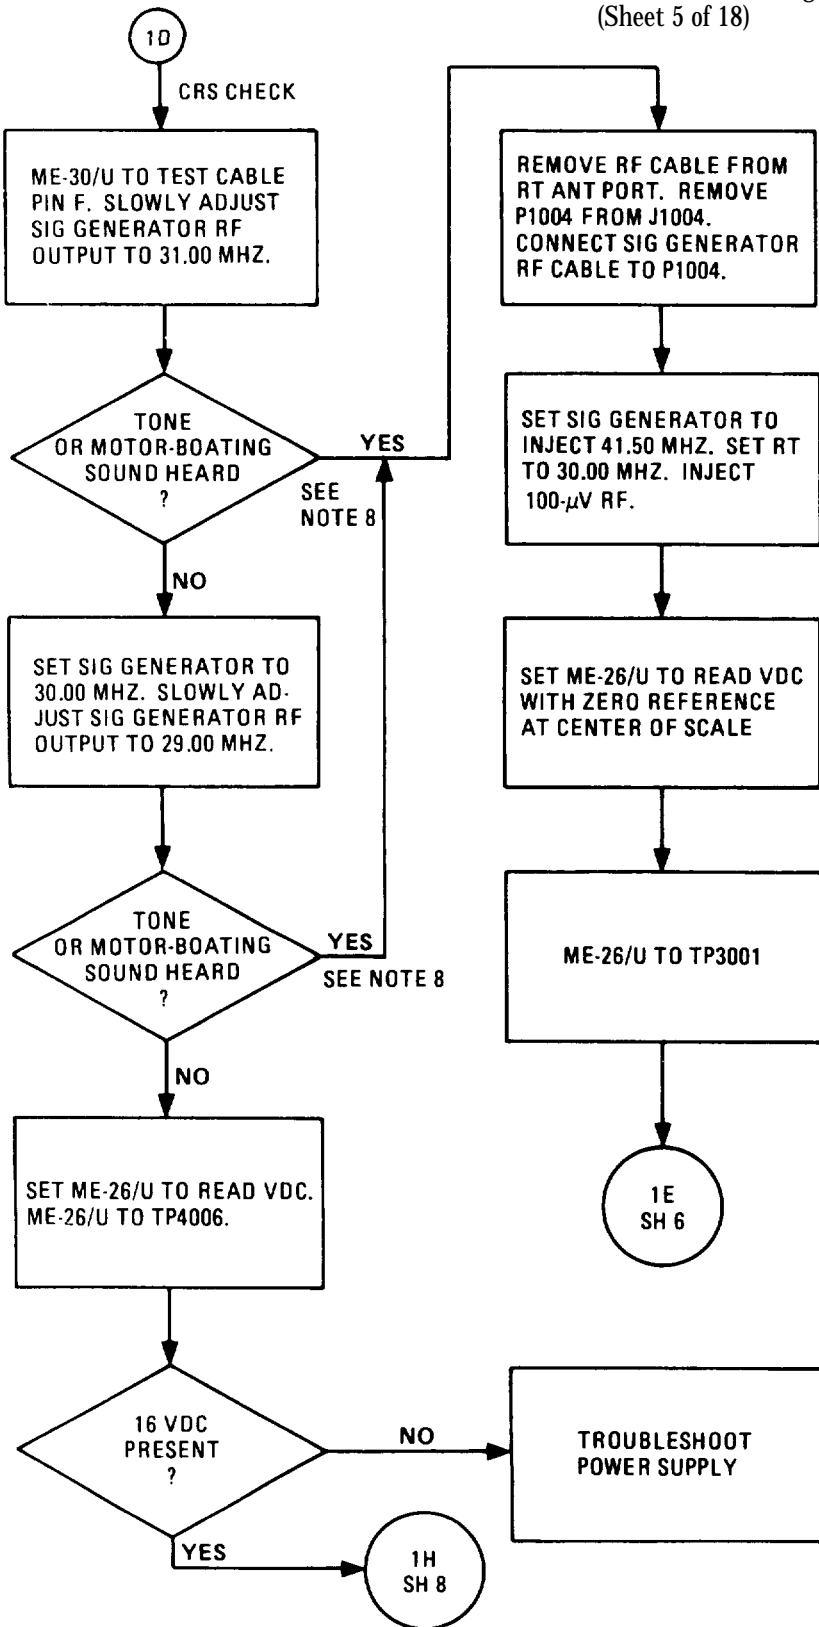 (Sheet 5 of 18)
1D
CRS CHECK
ME-30/U TO TEST CABLE
PIN F. SLOWLY ADJUST
SIG GENERATOR RF
OUTPUT TO 31.00 MHZ.
TONE
OR MOTOR-BOATING
SOUND HEARD
?
YES
SEE
NOTE 8
NO
SET SIG GENERATOR TO
30.00 MHZ. SLOWLY AD-
JUST SIG GENERATOR RF
OUTPUT TO 29.00 MHZ.
TONE
OR MOTOR-BOATING
SOUND HEARD
?
YES
SEE NOTE 8
NO
SET ME-26/U TO READ VDC.
ME-26/U TO TP4006.
16 VDC
PRESENT
?
NO
TROUBLESHOOT
POWER SUPPLY
YES
1H
SH 8
REMOVE RF CABLE FROM
RT ANT PORT. REMOVE
P1004 FROM J1004.
CONNECT SIG GENERATOR
RF CABLE TO P1004.
SET SIG GENERATOR TO
INJECT 41.50 MHZ. SET RT
TO 30.00 MHZ. INJECT
100-μV RF.
SET ME-26/U TO READ VDC
WITH ZERO REFERENCE
AT CENTER OF SCALE
ME-26/U TO TP3001
1E
SH 6